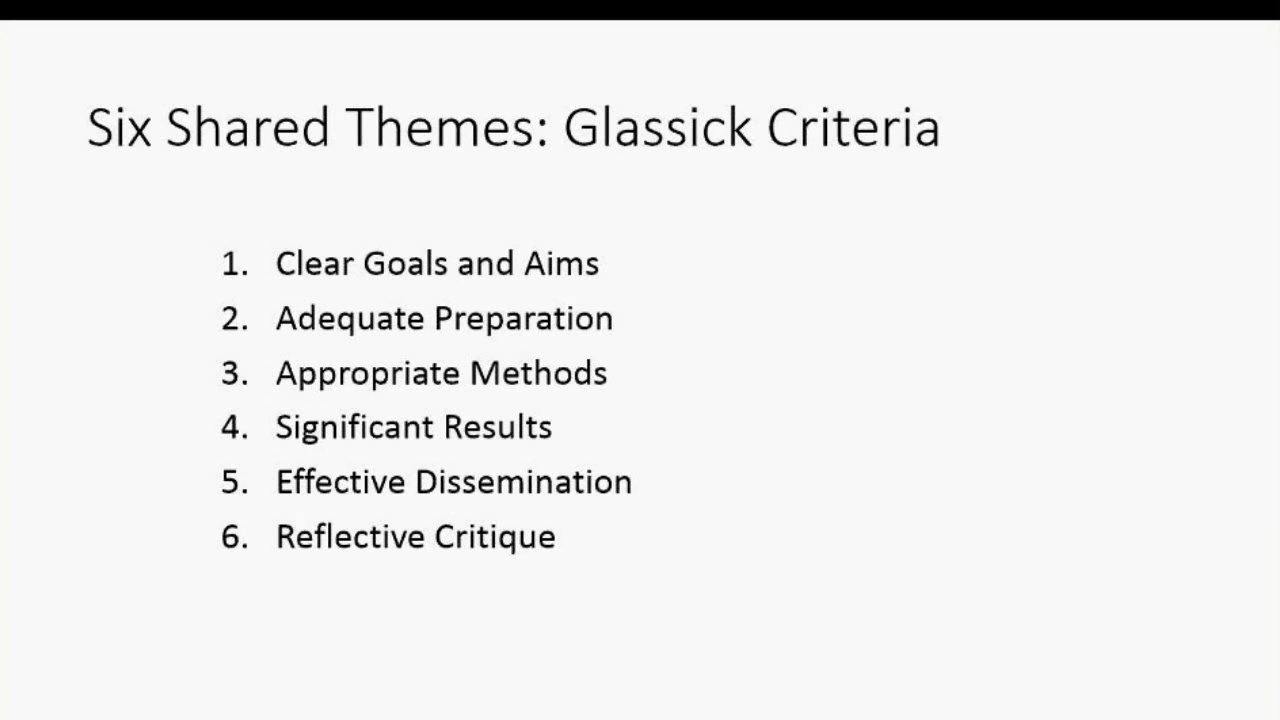 Six Shared Themes: Glassick Criteria
1. Clear Goals and Aims
2. Adequate Preparation
3. Appropriate Methods
4. Significant Results
5. Effective Dissemination
6. Reflective Critique